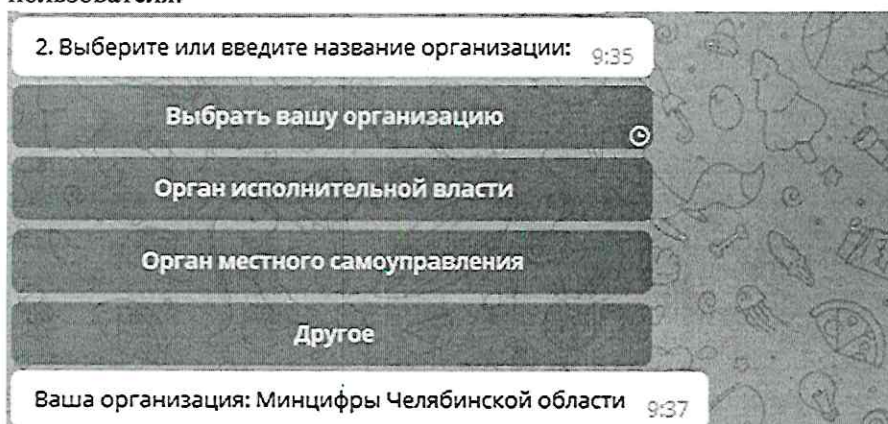 пользователя.
2. Выберите или введите название организации: 9:35
Выбрать вашу организацию
Орган исполнительной власти
Орган местного самоуправления
Другое
Ваша организация: Минцифры Челябинской области 9:37